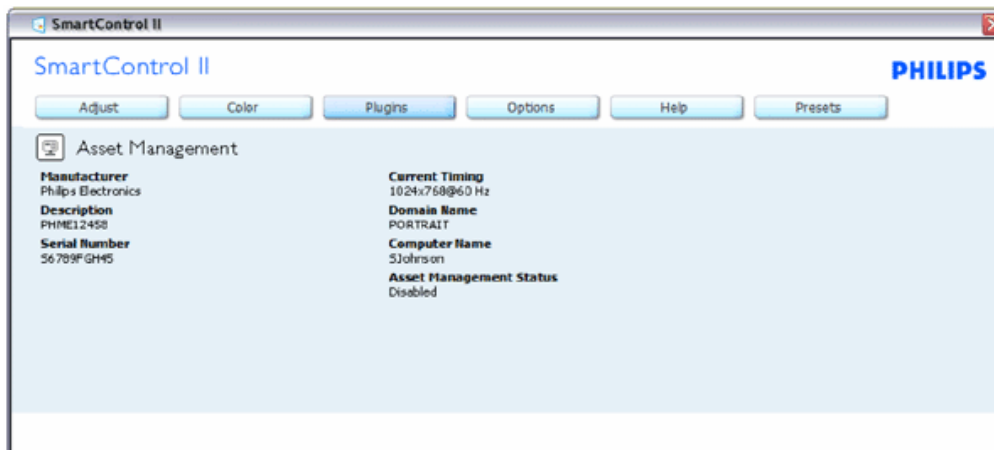 SmartControl II
SmartControl II
PHILIPS
Adjust Color Plugins Options Help Presets
Asset Management
Manufacturer
Philips Electronics
Description
PHME12458
Serial Number
56789FGH45
Current Timing
1024x768@60 Hz
Domain Name
PORTRAIT
Computer Name
SJohnson
Asset Management Status
Disabled